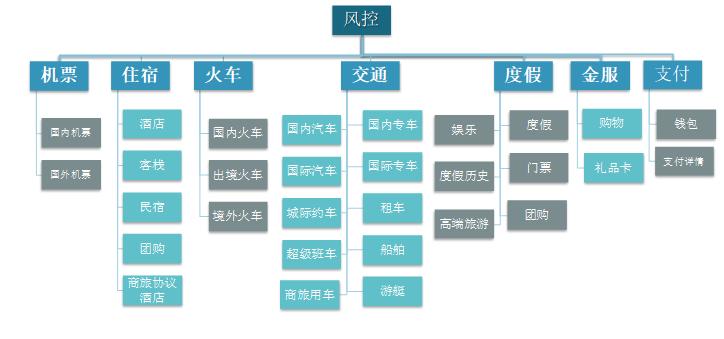 风控
机票
住宿
火车
交通
度假
金服
支付
国内机票
国外机票
酒店
客栈
民宿
团购
商旅协议
酒店
国内火车
出境火车
境外火车
国内汽车
国际汽车
城际约车
超级班车
商旅用车
国内专车
国际专车
租车
船舶
游艇
娱乐
度假历史
高端旅游
度假
门票
团购
购物
礼品卡
钱包
支付详情